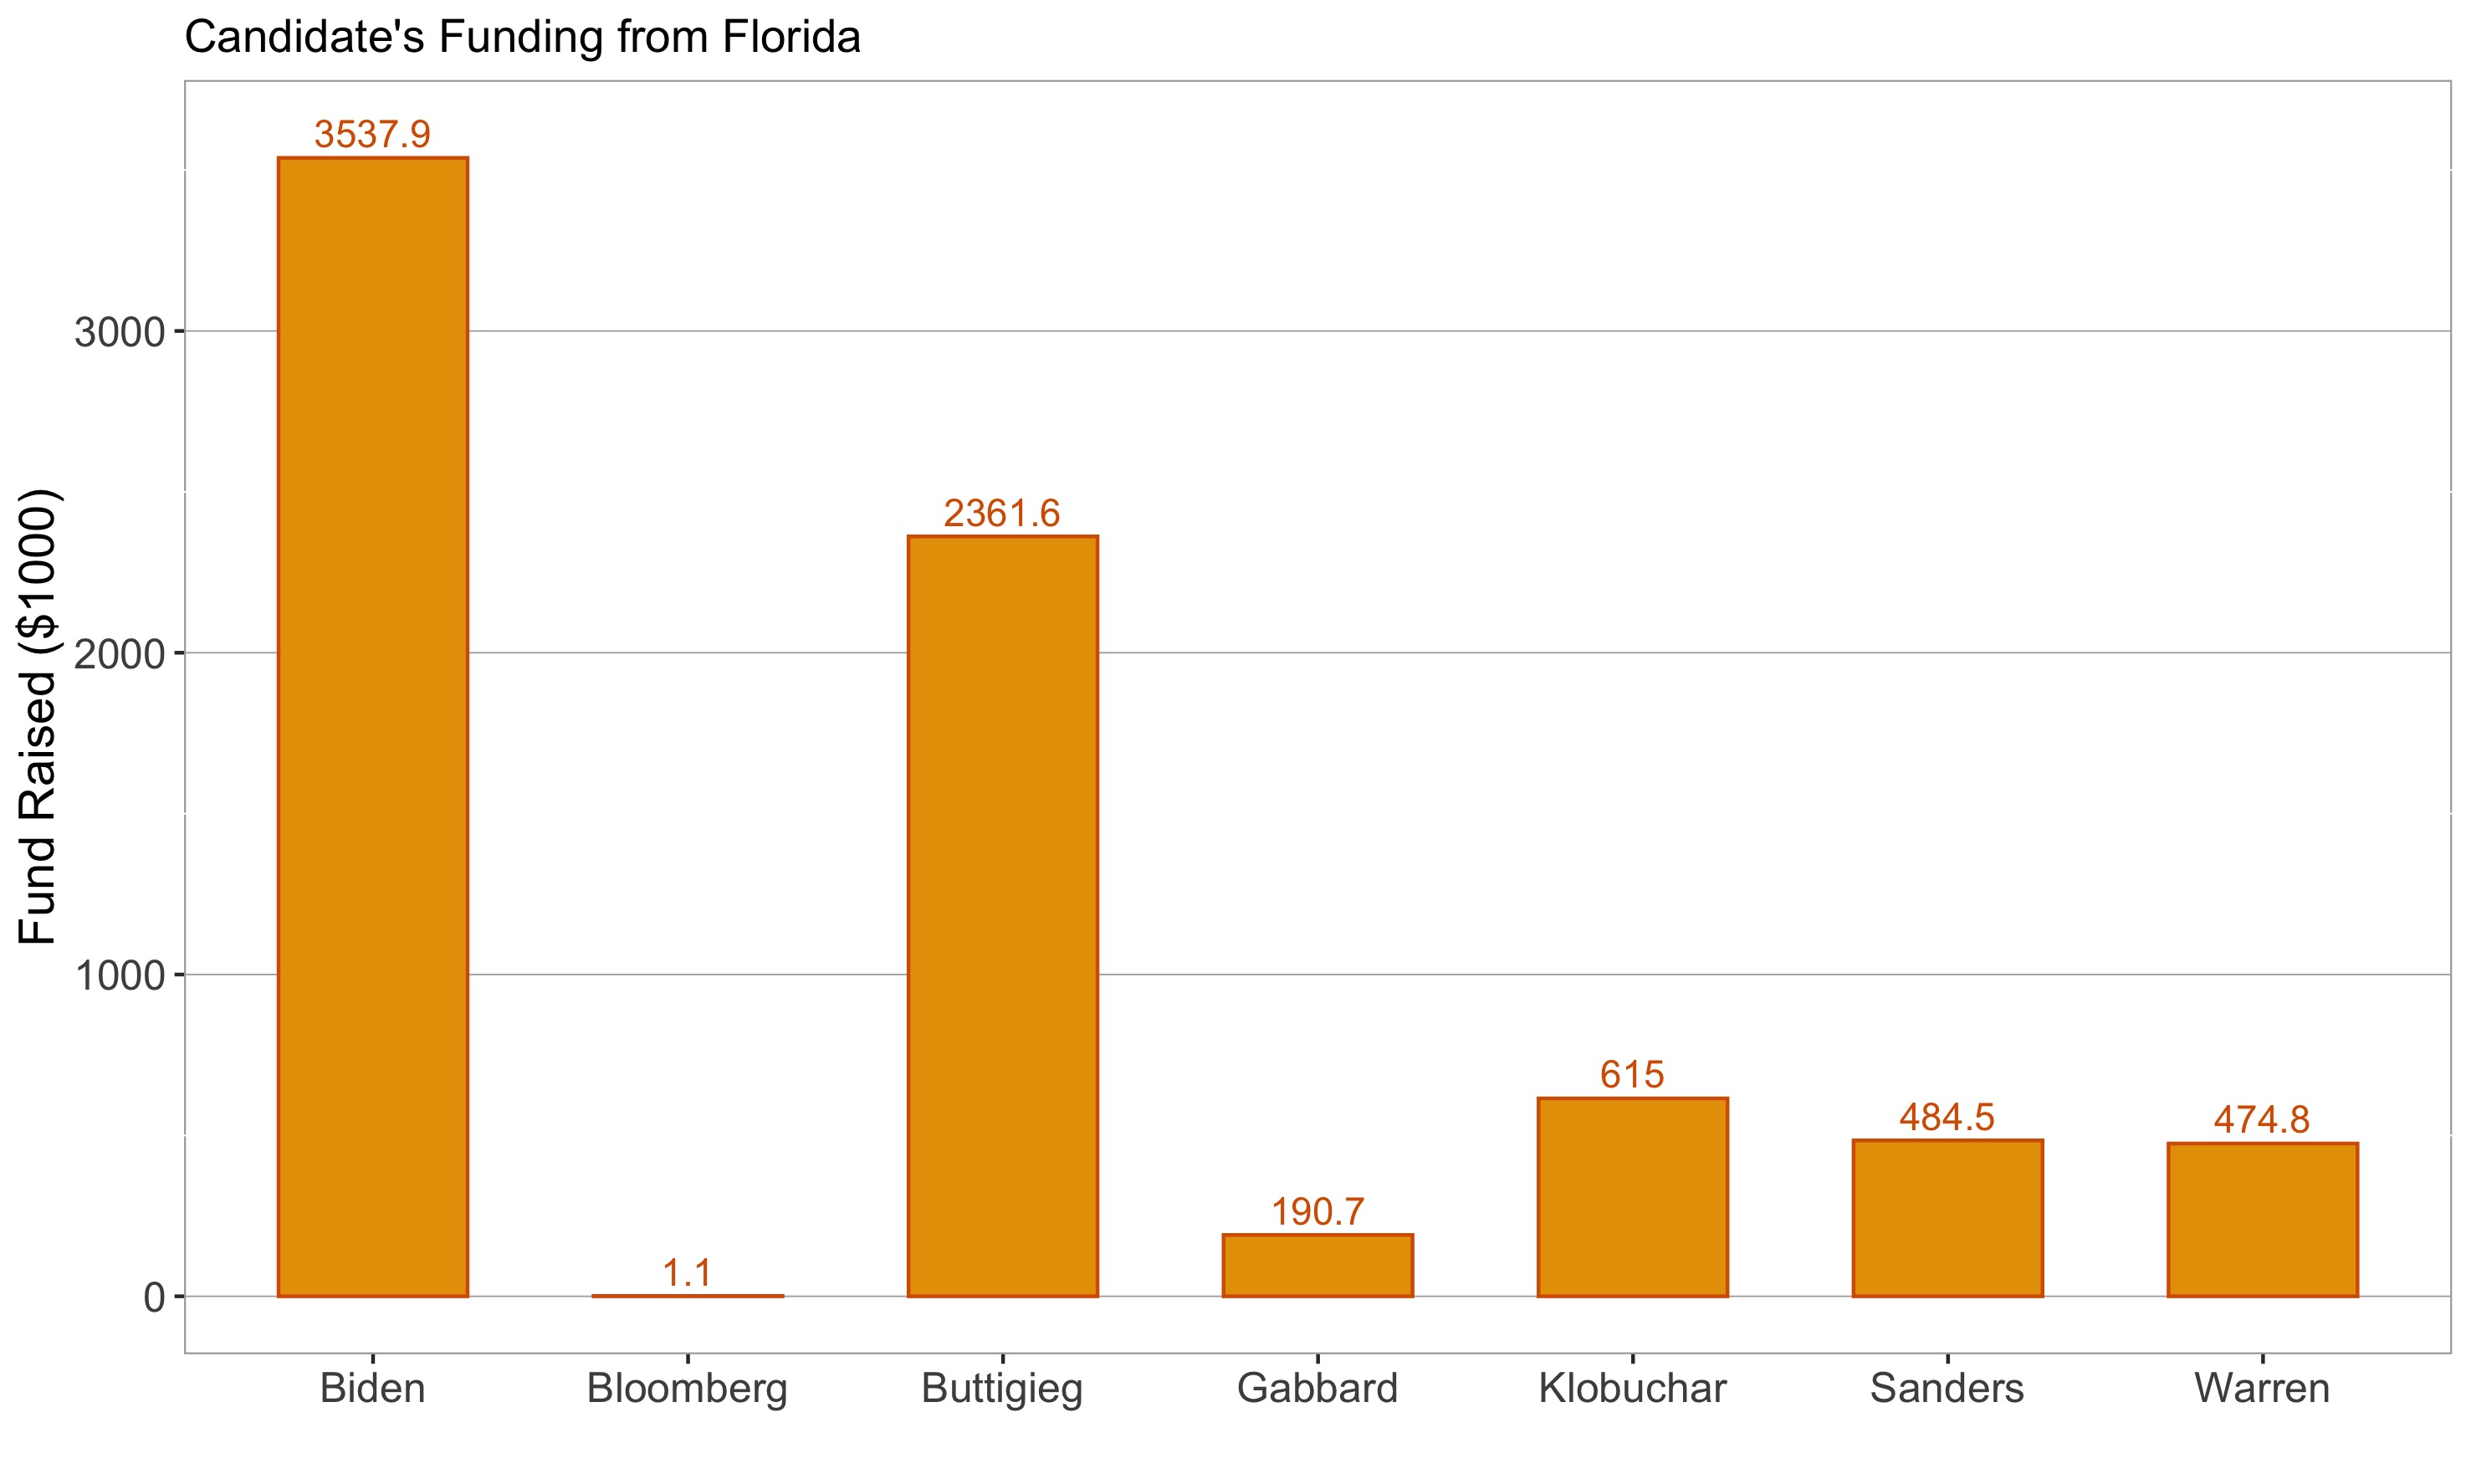 Candidate's Funding from Florida
Fund Raised ($1000)
3000
2000
1000
0
3537.9
1.1
2361.6
190.7
615
484.5
474.8
Biden
Bloomberg
Buttigieg
Gabbard
Klobuchar
Sanders
Warren